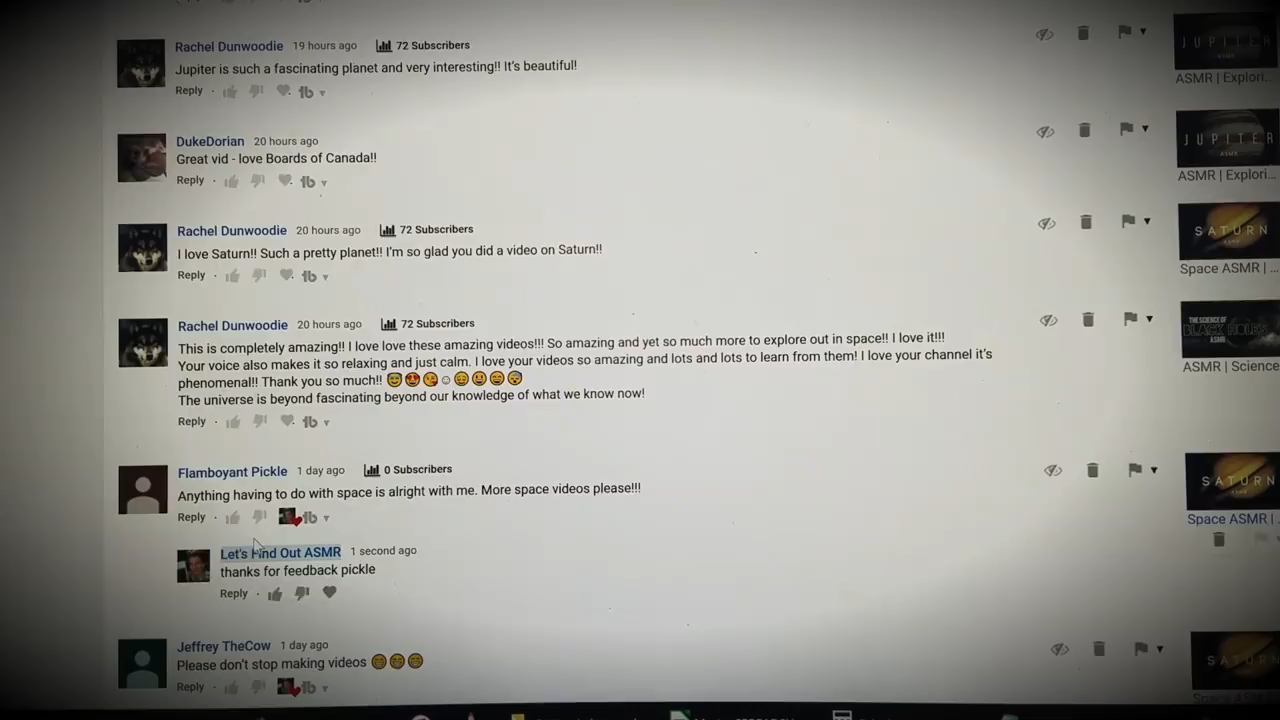 Rachel Dunwoodie 19 hours ago 72 Subscribers
Jupiter is such a fascinating planet and very interesting!! It's beautiful!
Reply
JUPITER
ASMR
ASMR | Explori...
DukeDorian 20 hours ago
Great vid - love Boards of Canada!!
Reply
JUPITER
ASMR
ASMR | Explori...
Rachel Dunwoodie 20 hours ago 72 Subscribers
I love Saturn!! Such a pretty planet!! I'm so glad you did a video on Saturn!!
Reply
SATURN
ASMR
Space ASMR | ...
Rachel Dunwoodie 20 hours ago 72 Subscribers
This is completely amazing!! I love love these amazing videos!!! So amazing and yet so much more to explore out in space!! I love it!!!
Your voice also makes it so relaxing and just calm. I love your videos so amazing and lots and lots to learn from them! I love your channel it's
phenomenal!! Thank you so much!! 😇😍😘☺😌😃😄😴
The universe is beyond fascinating beyond our knowledge of what we know now!
Reply
THE SCIENCE OF
BLACK HOLES
ASMR
ASMR | Science
Flamboyant Pickle 1 day ago 0 Subscribers
Anything having to do with space is alright with me. More space videos please!!!
Reply
SATURN
ASMR
Space ASMR |
Let's Find Out ASMR 1 second ago
thanks for feedback pickle
Reply
Jeffrey TheCow 1 day ago
Please don't stop making videos 😁😁😁
Reply
SATURN